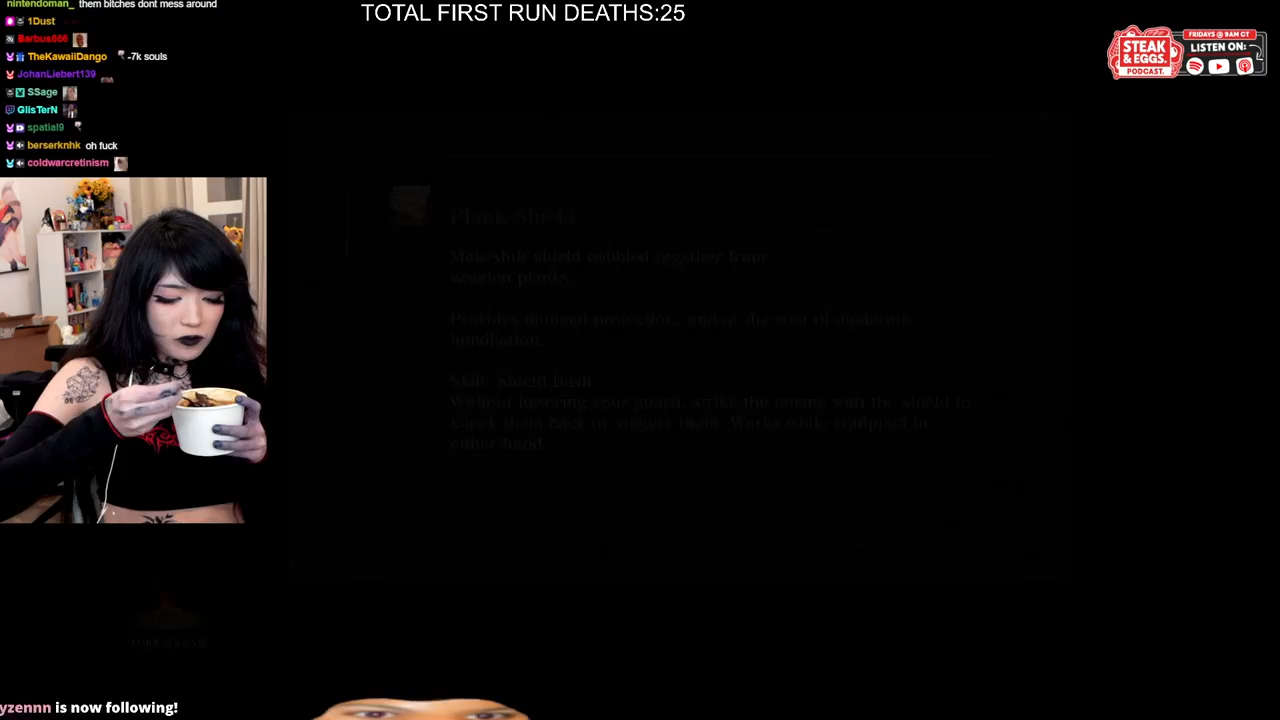 nintendoman_ them bitches dont mess around
TOTAL FIRST RUN DEATHS:25
1Dust
Barbus666
TheKawaiiDango -7k souls
JohanLiebert139
SSage
GlisTerN
spatial9
berserknhk oh fuck
coldwarcretinism
FRIDAYS @ 9AM CT
STEAK
& EGGS.
PODCAST.
LISTEN ON:
Plank Shield
Makeshift shield cobbled together from
wooden planks.
Provides minimal protection, and at the cost of moderate
humiliation.
Skill: Shield Bash
Without lowering your guard, strike the enemy with the shield to
knock them back or stagger them. Works while equipped in
either hand.
DARK SOULS III
yzennn is now following!